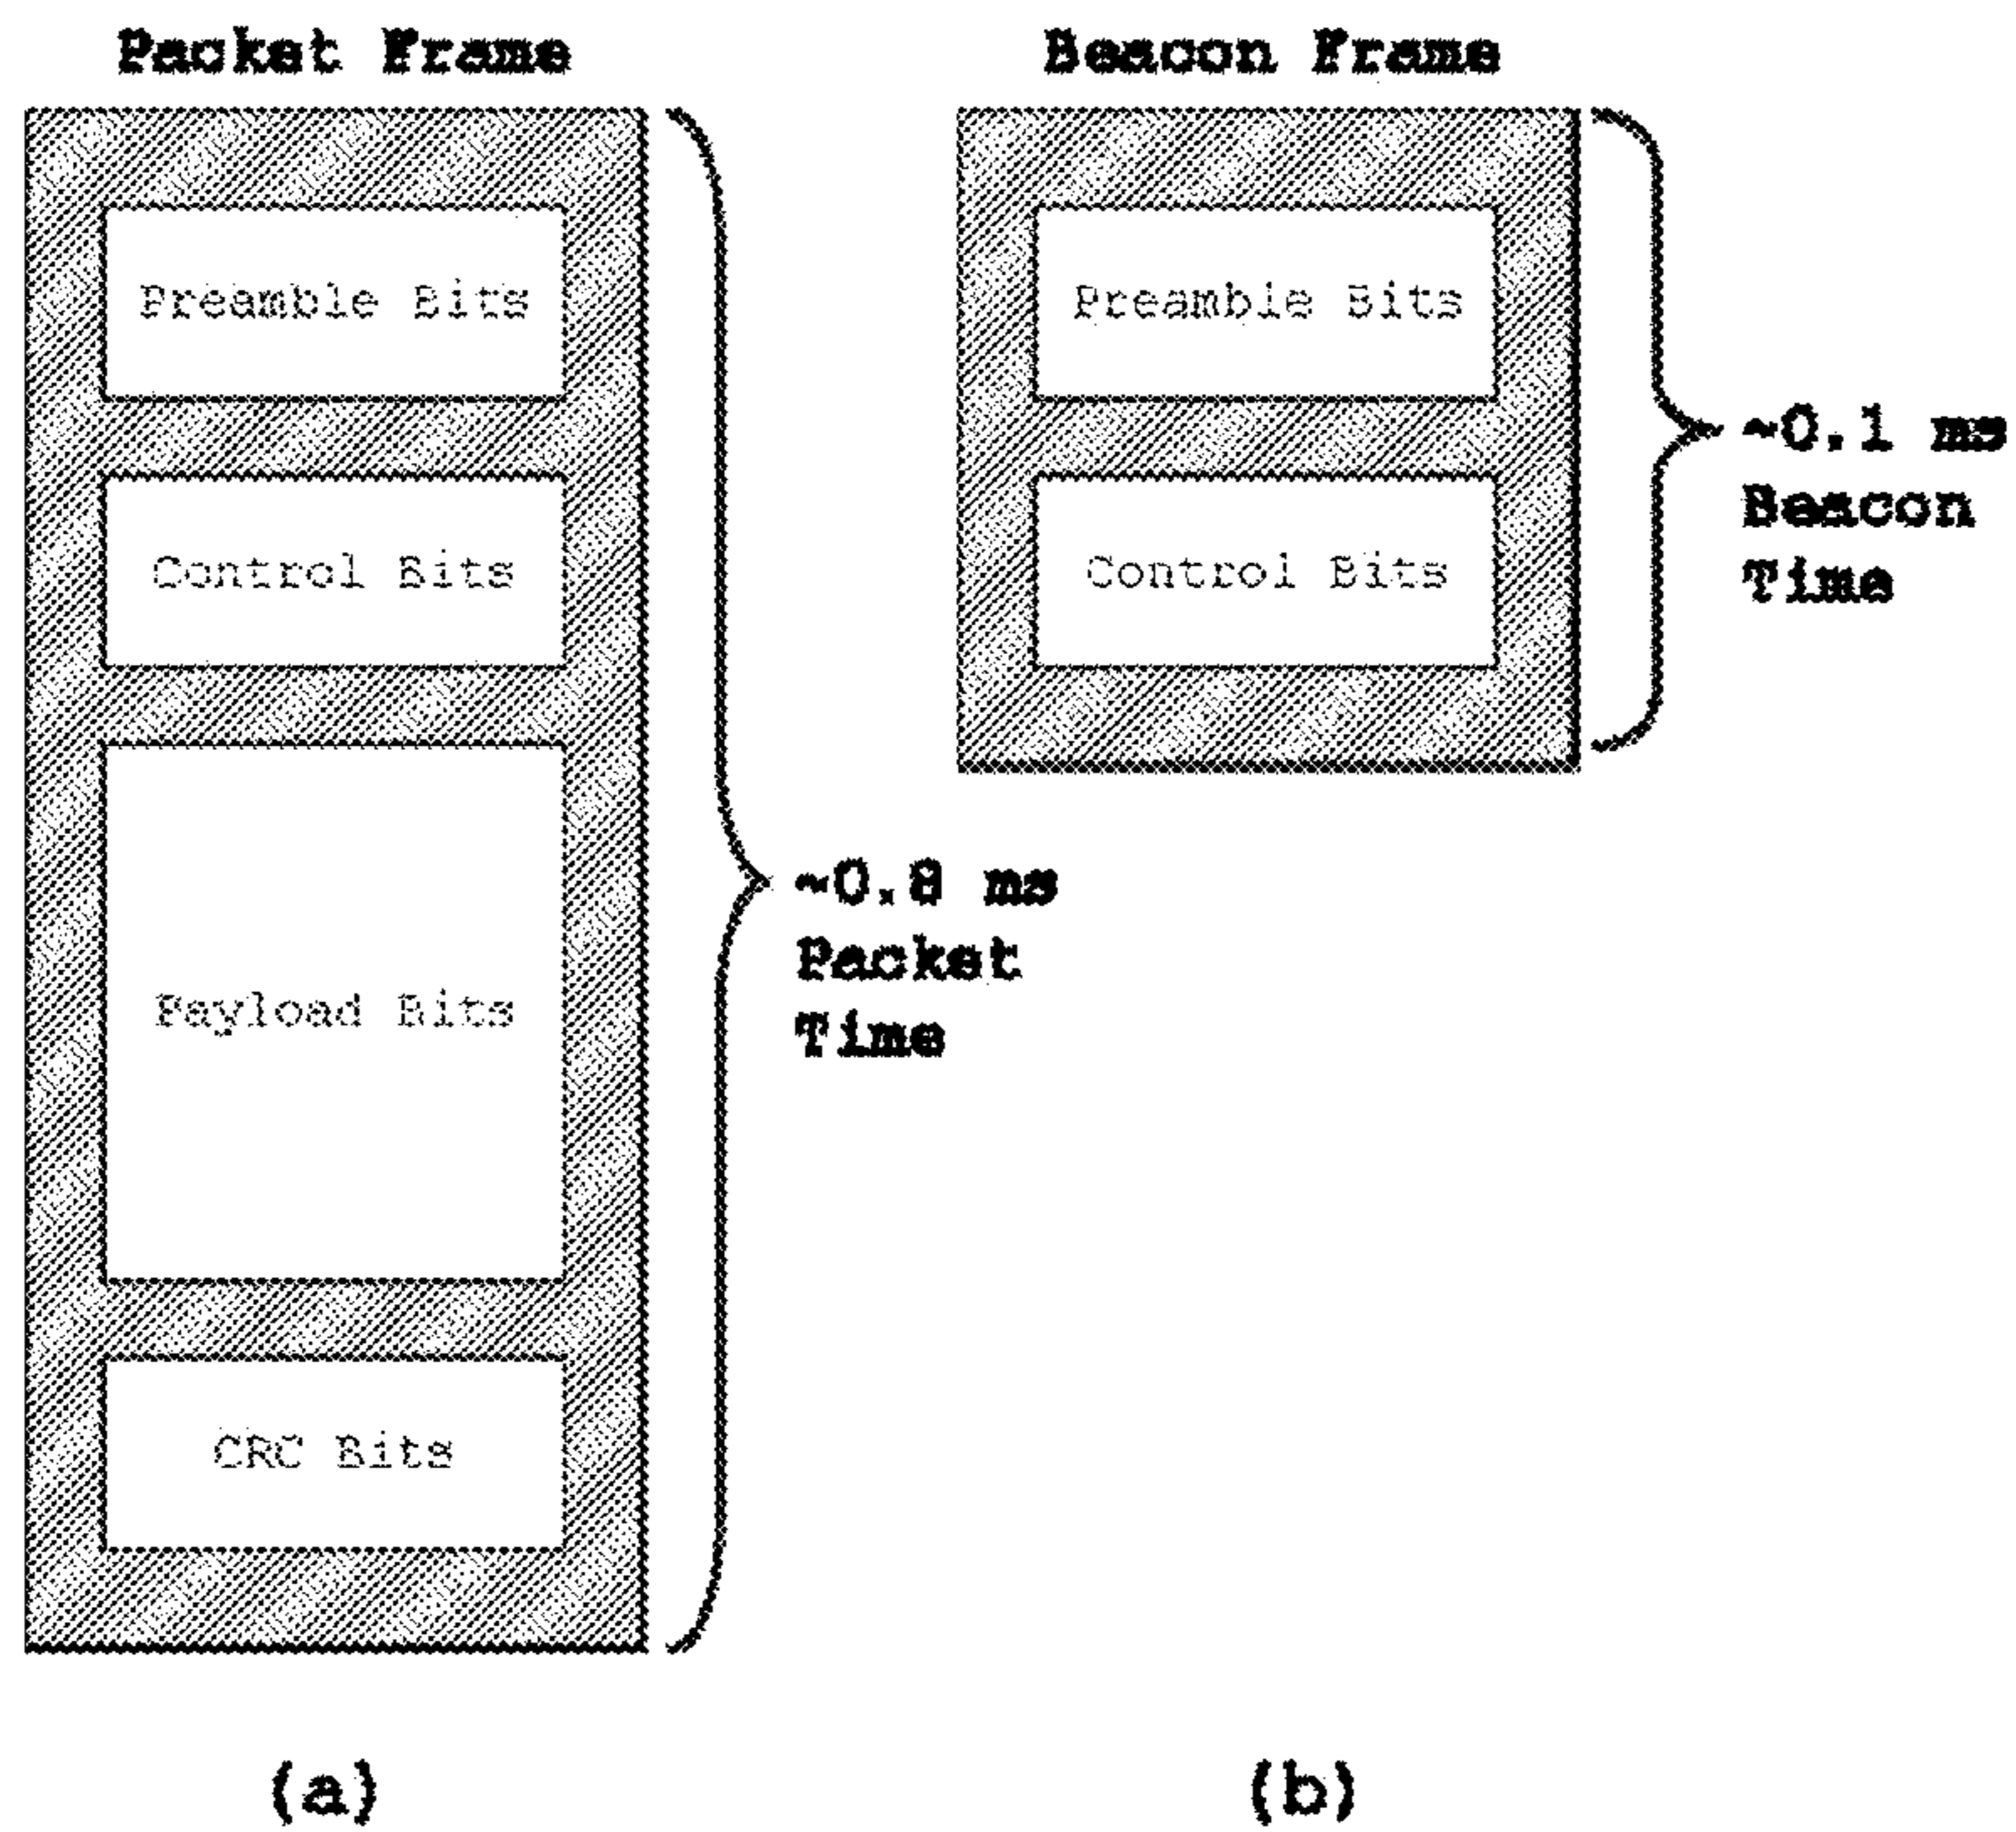 Packet Frame
Preamble Bits
Control Bits
Payload Bits
CRC Bits
~0.8 ms
Packet
Time
(a)
Beacon Frame
Preamble Bits
Control Bits
~0.1 ms
Beacon
Time
(b)